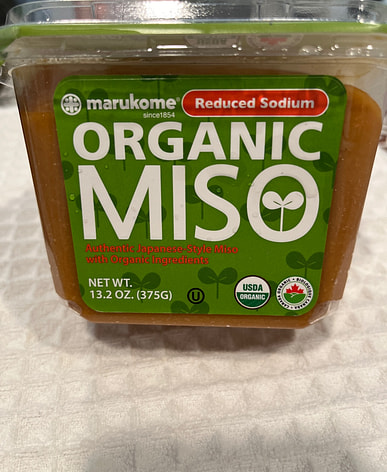 marukome®
since1854
Reduced Sodium
ORGANIC
MISO
Authentic Japanese-Style Miso
with Organic Ingredients
NET WT.
13.2 OZ. (375G)
U
USDA
ORGANIC